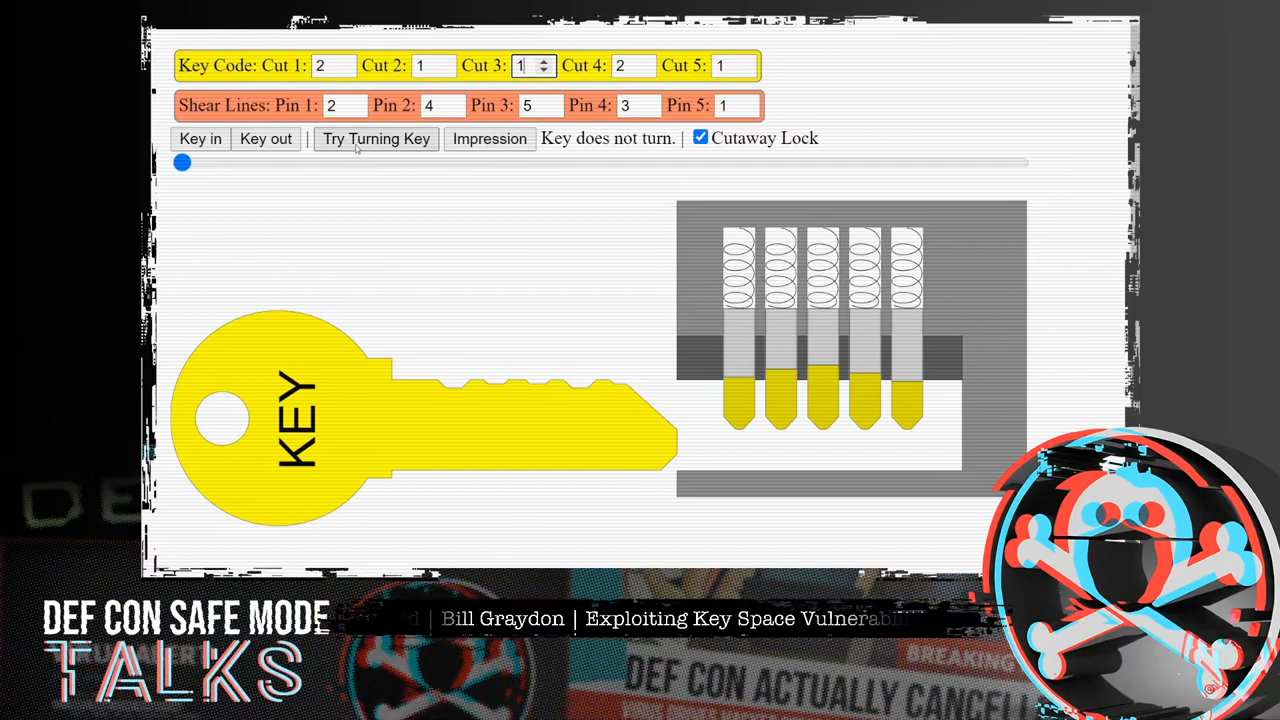 Key Code: Cut 1: 2 Cut 2: 1 Cut 3: 1 Cut 4: 2 Cut 5: 1
Shear Lines: Pin 1: 2 Pin 2: 4 Pin 3: 5 Pin 4: 3 Pin 5: 1
Key in Key out | Try Turning Key Impression Key does not turn. | Cutaway Lock
KEY
DEF CON SAFE MODE
TALKS
| Bill Graydon | Exploiting Key Space
BREAKING
DEF CON ACTUALLY